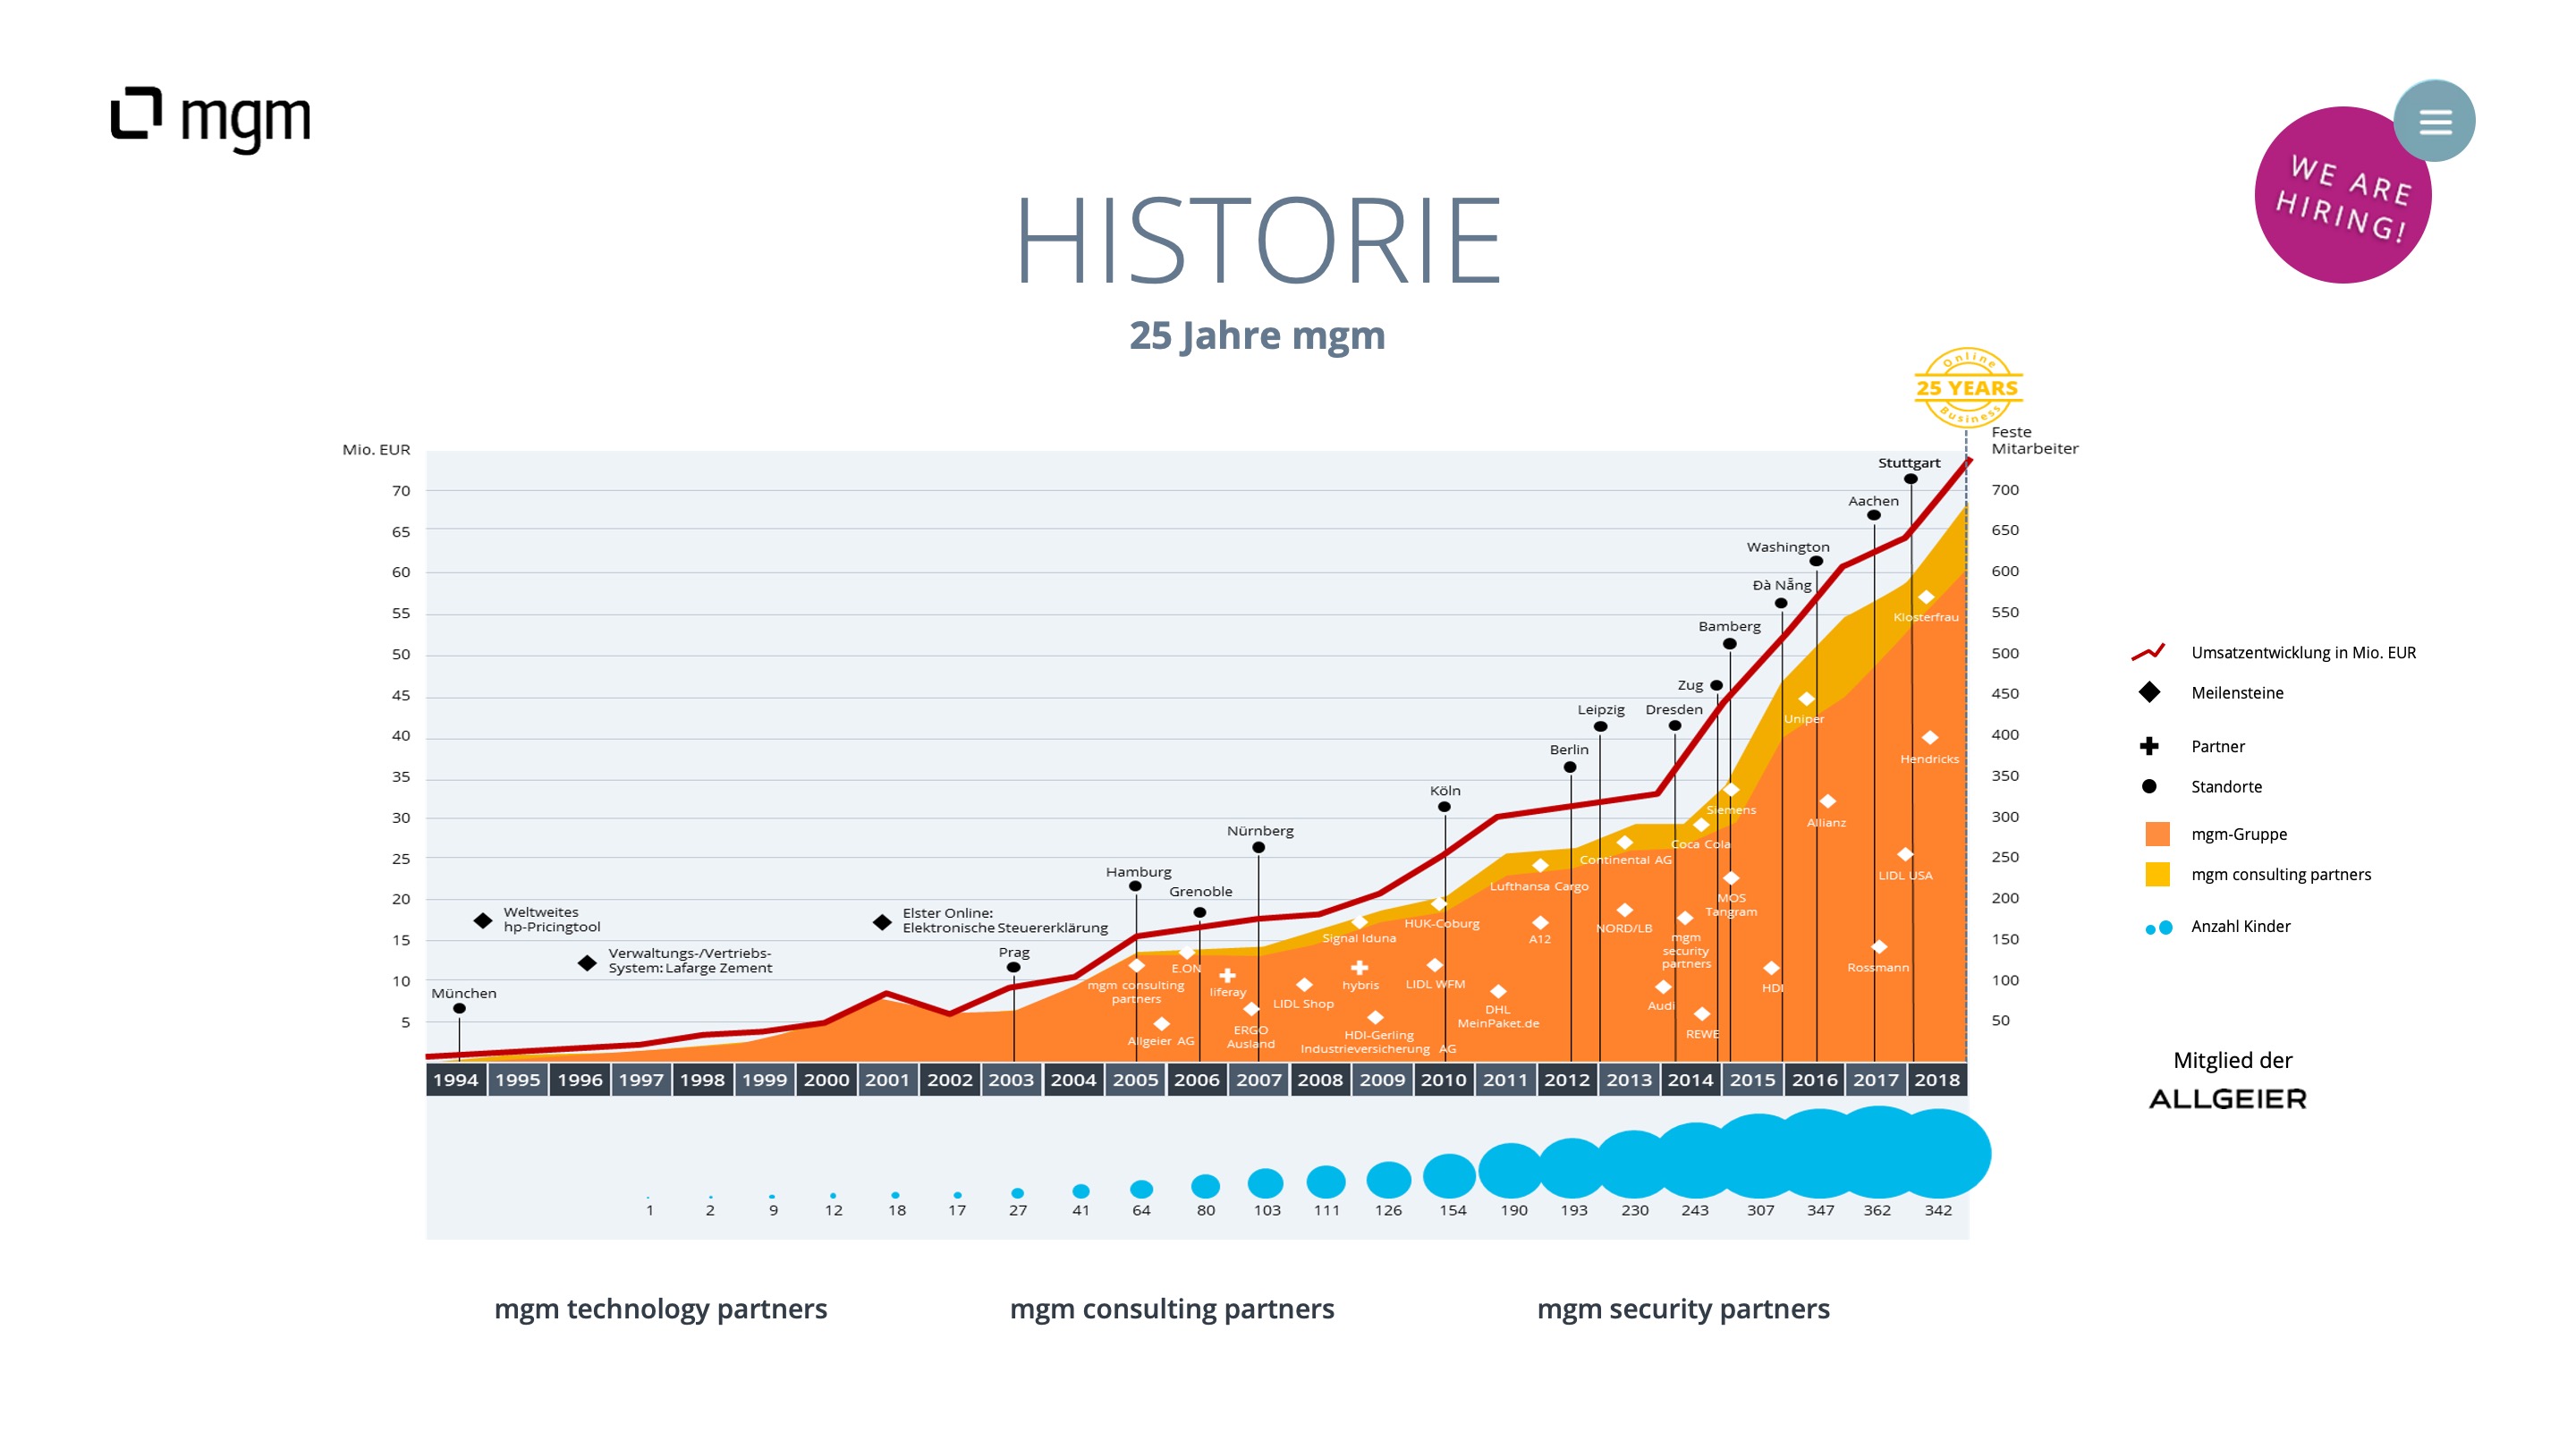 mgm
WE ARE
HIRING!
HISTORIE
25 Jahre mgm
Online
25 YEARS
Business
Mio. EUR
Feste
Mitarbeiter
70
65
60
55
50
45
40
35
30
25
20
15
10
5
700
650
600
550
500
450
400
350
300
250
200
150
100
50
München
Weltweites
hp-Pricingtool
Verwaltungs-/Vertriebs-
System: Lafarge Zement
Elster Online:
Elektronische Steuererklärung
Prag
Hamburg
Grenoble
Nürnberg
Köln
Berlin
Leipzig
Dresden
Zug
Bamberg
Đà Nẵng
Washington
Aachen
Stuttgart
mgm consulting
partners
Allgeier AG
E.ON
liferay
ERGO
Ausland
LIDL Shop
Signal Iduna
hybris
HDI-Gerling
Industrieversicherung AG
HUK-Coburg
LIDL WFM
DHL
MeinPaket.de
Lufthansa Cargo
A12
Continental AG
NORD/LB
Coca Cola
mgm
security
partners
Audi
REWE
Siemens
MOS
Tangram
HDI
Uniper
Allianz
Rossmann
LIDL USA
Klosterfrau
Hendricks
1994 1995 1996 1997 1998 1999 2000 2001 2002 2003 2004 2005 2006 2007 2008 2009 2010 2011 2012 2013 2014 2015 2016 2017 2018
1 2 9 12 18 17 27 41 64 80 103 111 126 154 190 193 230 243 307 347 362 342
Umsatzentwicklung in Mio. EUR
Meilensteine
Partner
Standorte
mgm-Gruppe
mgm consulting partners
Anzahl Kinder
Mitglied der
ALLGEIER
mgm technology partners
mgm consulting partners
mgm security partners